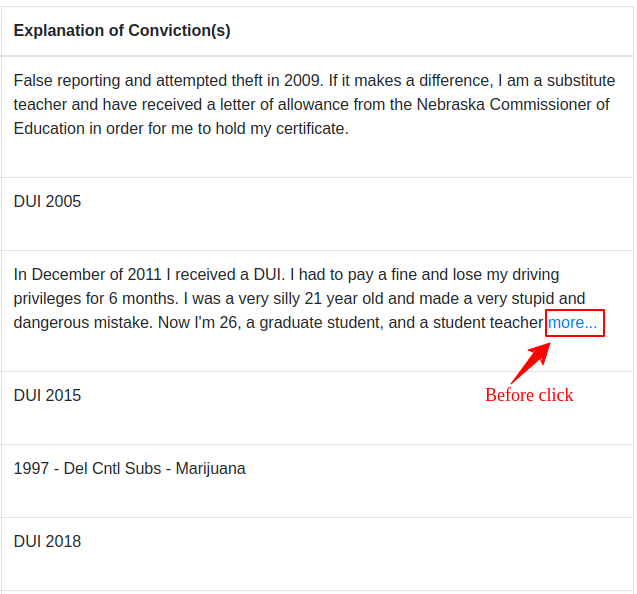 Explanation of Conviction(s)
False reporting and attempted theft in 2009. If it makes a difference, I am a substitute
teacher and have received a letter of allowance from the Nebraska Commissioner of
Education in order for me to hold my certificate.
DUI 2005
In December of 2011 I received a DUI. I had to pay a fine and lose my driving
privileges for 6 months. I was a very silly 21 year old and made a very stupid and
dangerous mistake. Now I'm 26, a graduate student, and a student teacher more...
Before click
DUI 2015
1997 - Del Cntl Subs - Marijuana
DUI 2018